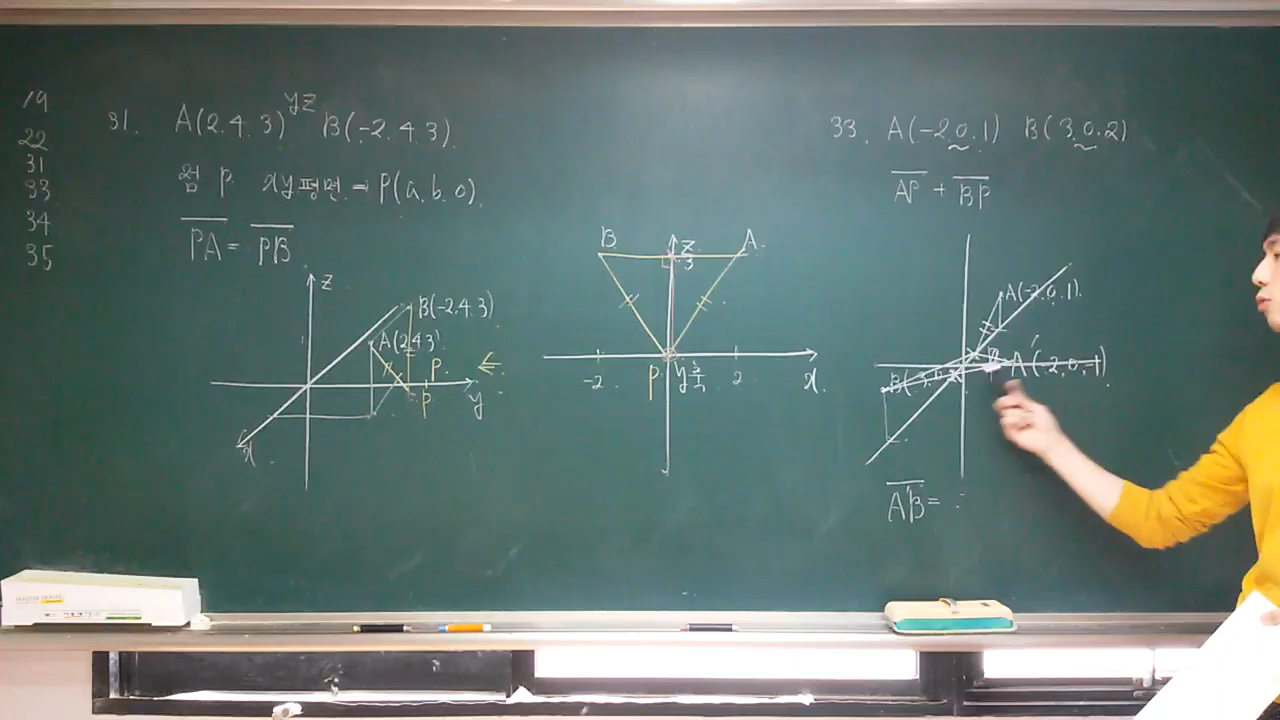 19
22
31
33
34
35
31. A(2.4.3) yz B(-2.4.3)
점 P xy평면 → P(a.b.0)
PA = PB
z
B(-2.4.3)
A(2.4.3)
P
P
y
x
B
z
A
3
-2
P
y축
2
x
33. A(-2.0.1) B(3.0.2)
AP + BP
A(-2.0.1)
A'(-2.0.-1)
A'B =